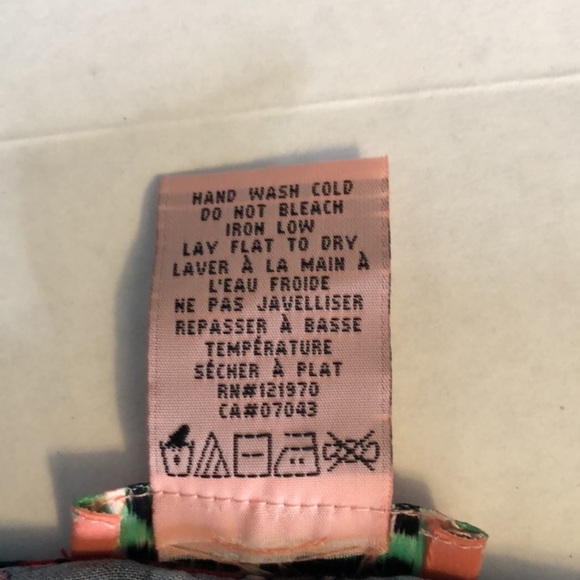 HAND WASH COLD
DO NOT BLEACH
IRON LOW
LAY FLAT TO DRY
LAVER À LA MAIN À
L'EAU FROIDE
NE PAS JAVELLISER
REPASSER À BASSE
TEMPÉRATURE
SÉCHER À PLAT
RN#121970
CA#07043